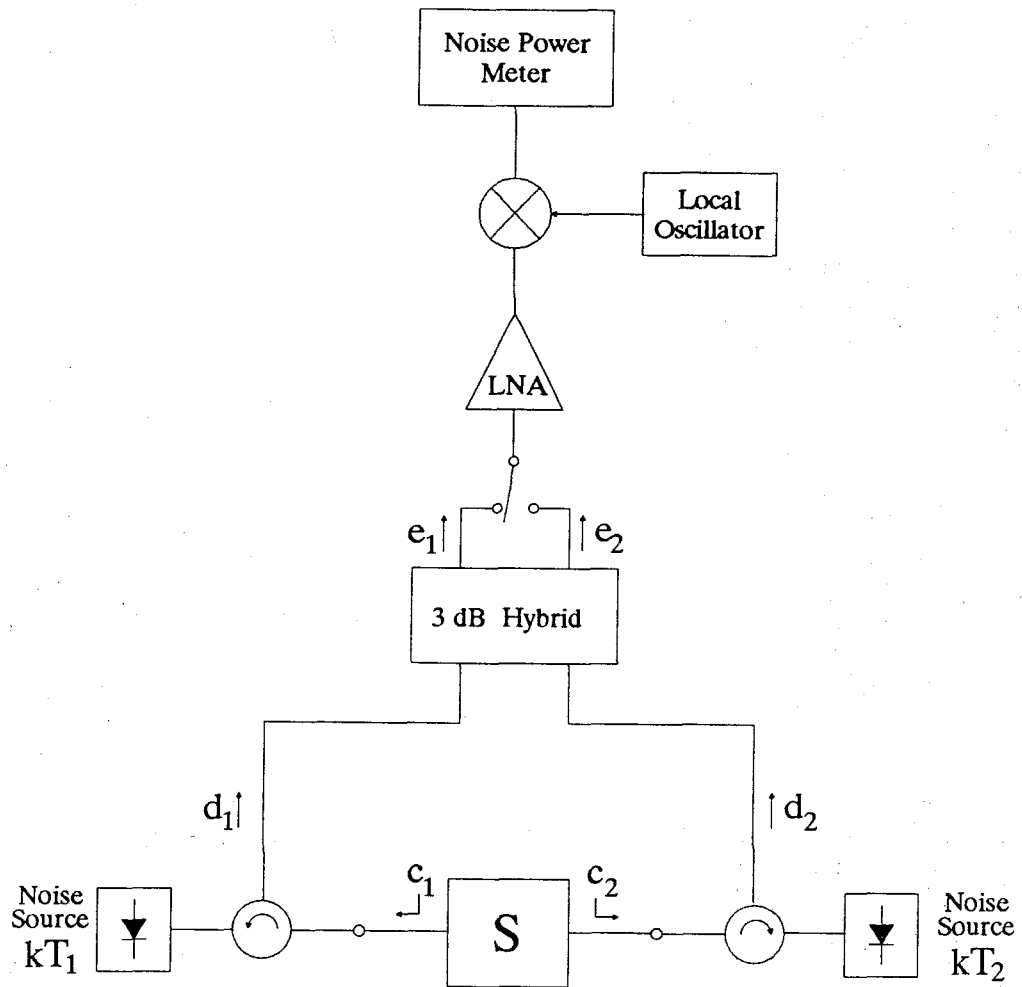 Noise Power
Meter
Local
Oscillator
LNA
e₁
e₂
3 dB Hybrid
d₁
d₂
Noise
Source
kT₁
c₁
S
c₂
Noise
Source
kT₂